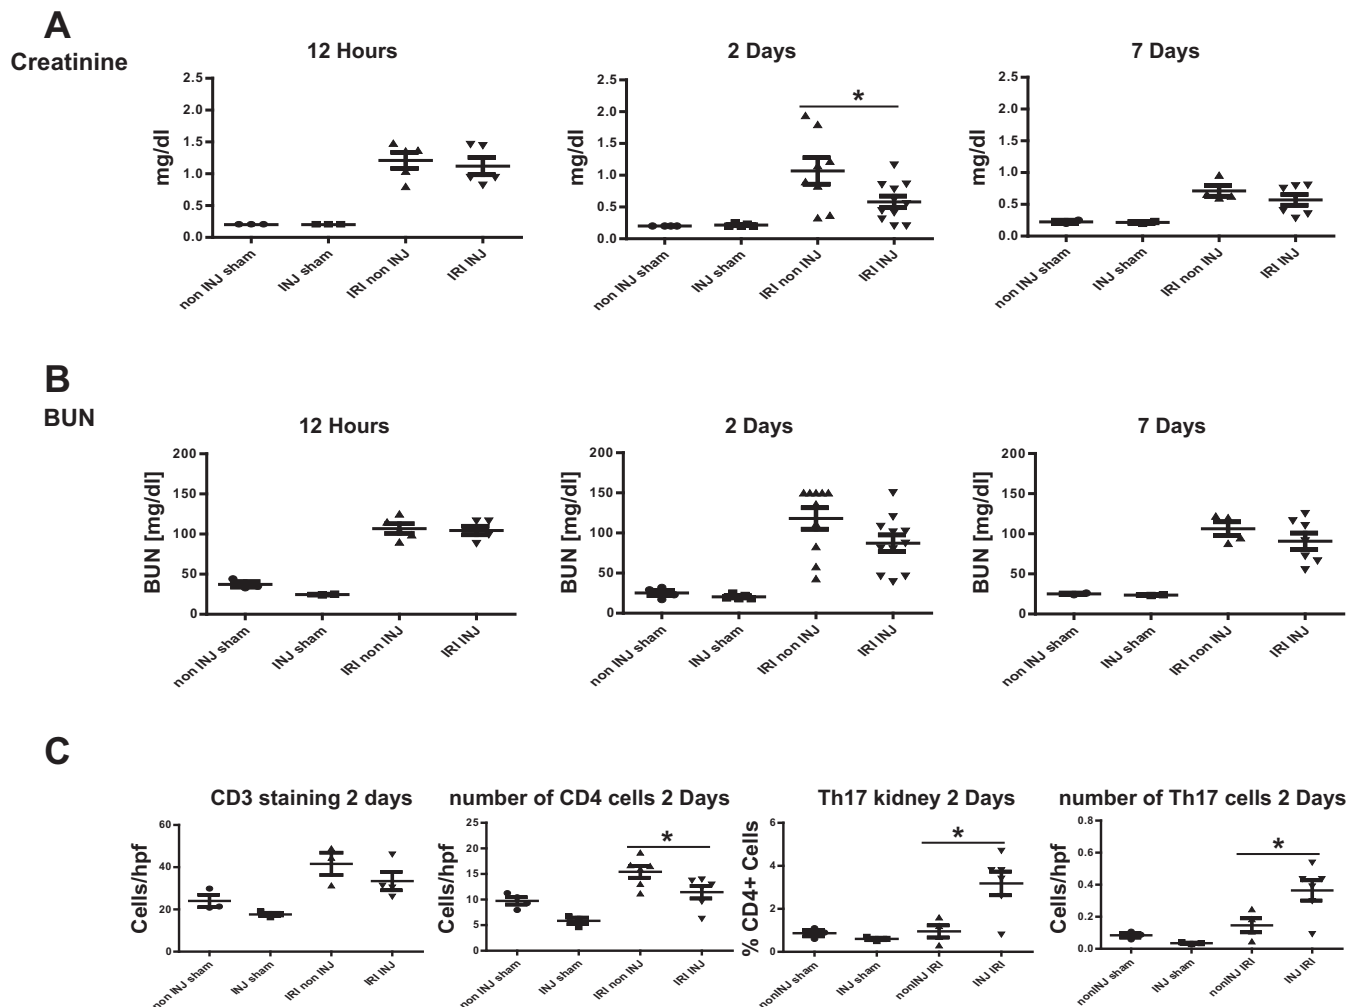 A
Creatinine
12 Hours
2 Days
7 Days
mg/dl
2.5
2.0
1.5
1.0
0.5
0.0
non INJ sham
INJ sham
IRI non INJ
IRI INJ
mg/dl
2.5
2.0
1.5
1.0
0.5
0.0
*
non INJ sham
INJ sham
IRI non INJ
IRI INJ
mg/dl
2.5
2.0
1.5
1.0
0.5
0.0
non INJ sham
INJ sham
IRI non INJ
IRI INJ
B
BUN
12 Hours
2 Days
7 Days
BUN [mg/dl]
200
150
100
50
0
non INJ sham
INJ sham
IRI non INJ
IRI INJ
BUN [mg/dl]
200
150
100
50
0
non INJ sham
INJ sham
IRI non INJ
IRI INJ
BUN [mg/dl]
200
150
100
50
0
non INJ sham
INJ sham
IRI non INJ
IRI INJ
C
CD3 staining 2 days
number of CD4 cells 2 Days
Th17 kidney 2 Days
number of Th17 cells 2 Days
Cells/hpf
60
40
20
0
non INJ sham
INJ sham
IRI non INJ
IRI INJ
Cells/hpf
25
20
15
10
5
0
*
non INJ sham
INJ sham
IRI non INJ
IRI INJ
% CD4+ Cells
6
4
2
0
*
nonINJ sham
INJ sham
nonINJ IRI
INJ IRI
Cells/hpf
0.8
0.6
0.4
0.2
0.0
*
nonINJ sham
INJ sham
nonINJ IRI
INJ IRI